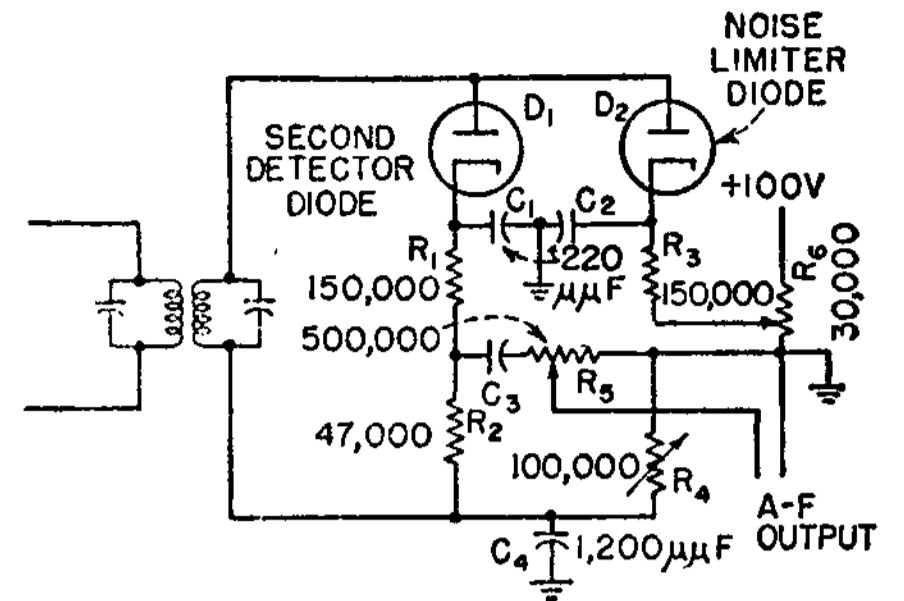 NOISE
LIMITER
DIODE
D₁
D₂
SECOND
DETECTOR
DIODE
+100V
C₁
C₂
R₁
220
μμF
R₃
R₆
150,000
150,000
30,000
500,000
C₃
R₅
47,000
R₂
100,000
R₄
A-F
OUTPUT
C₄
1,200μμF